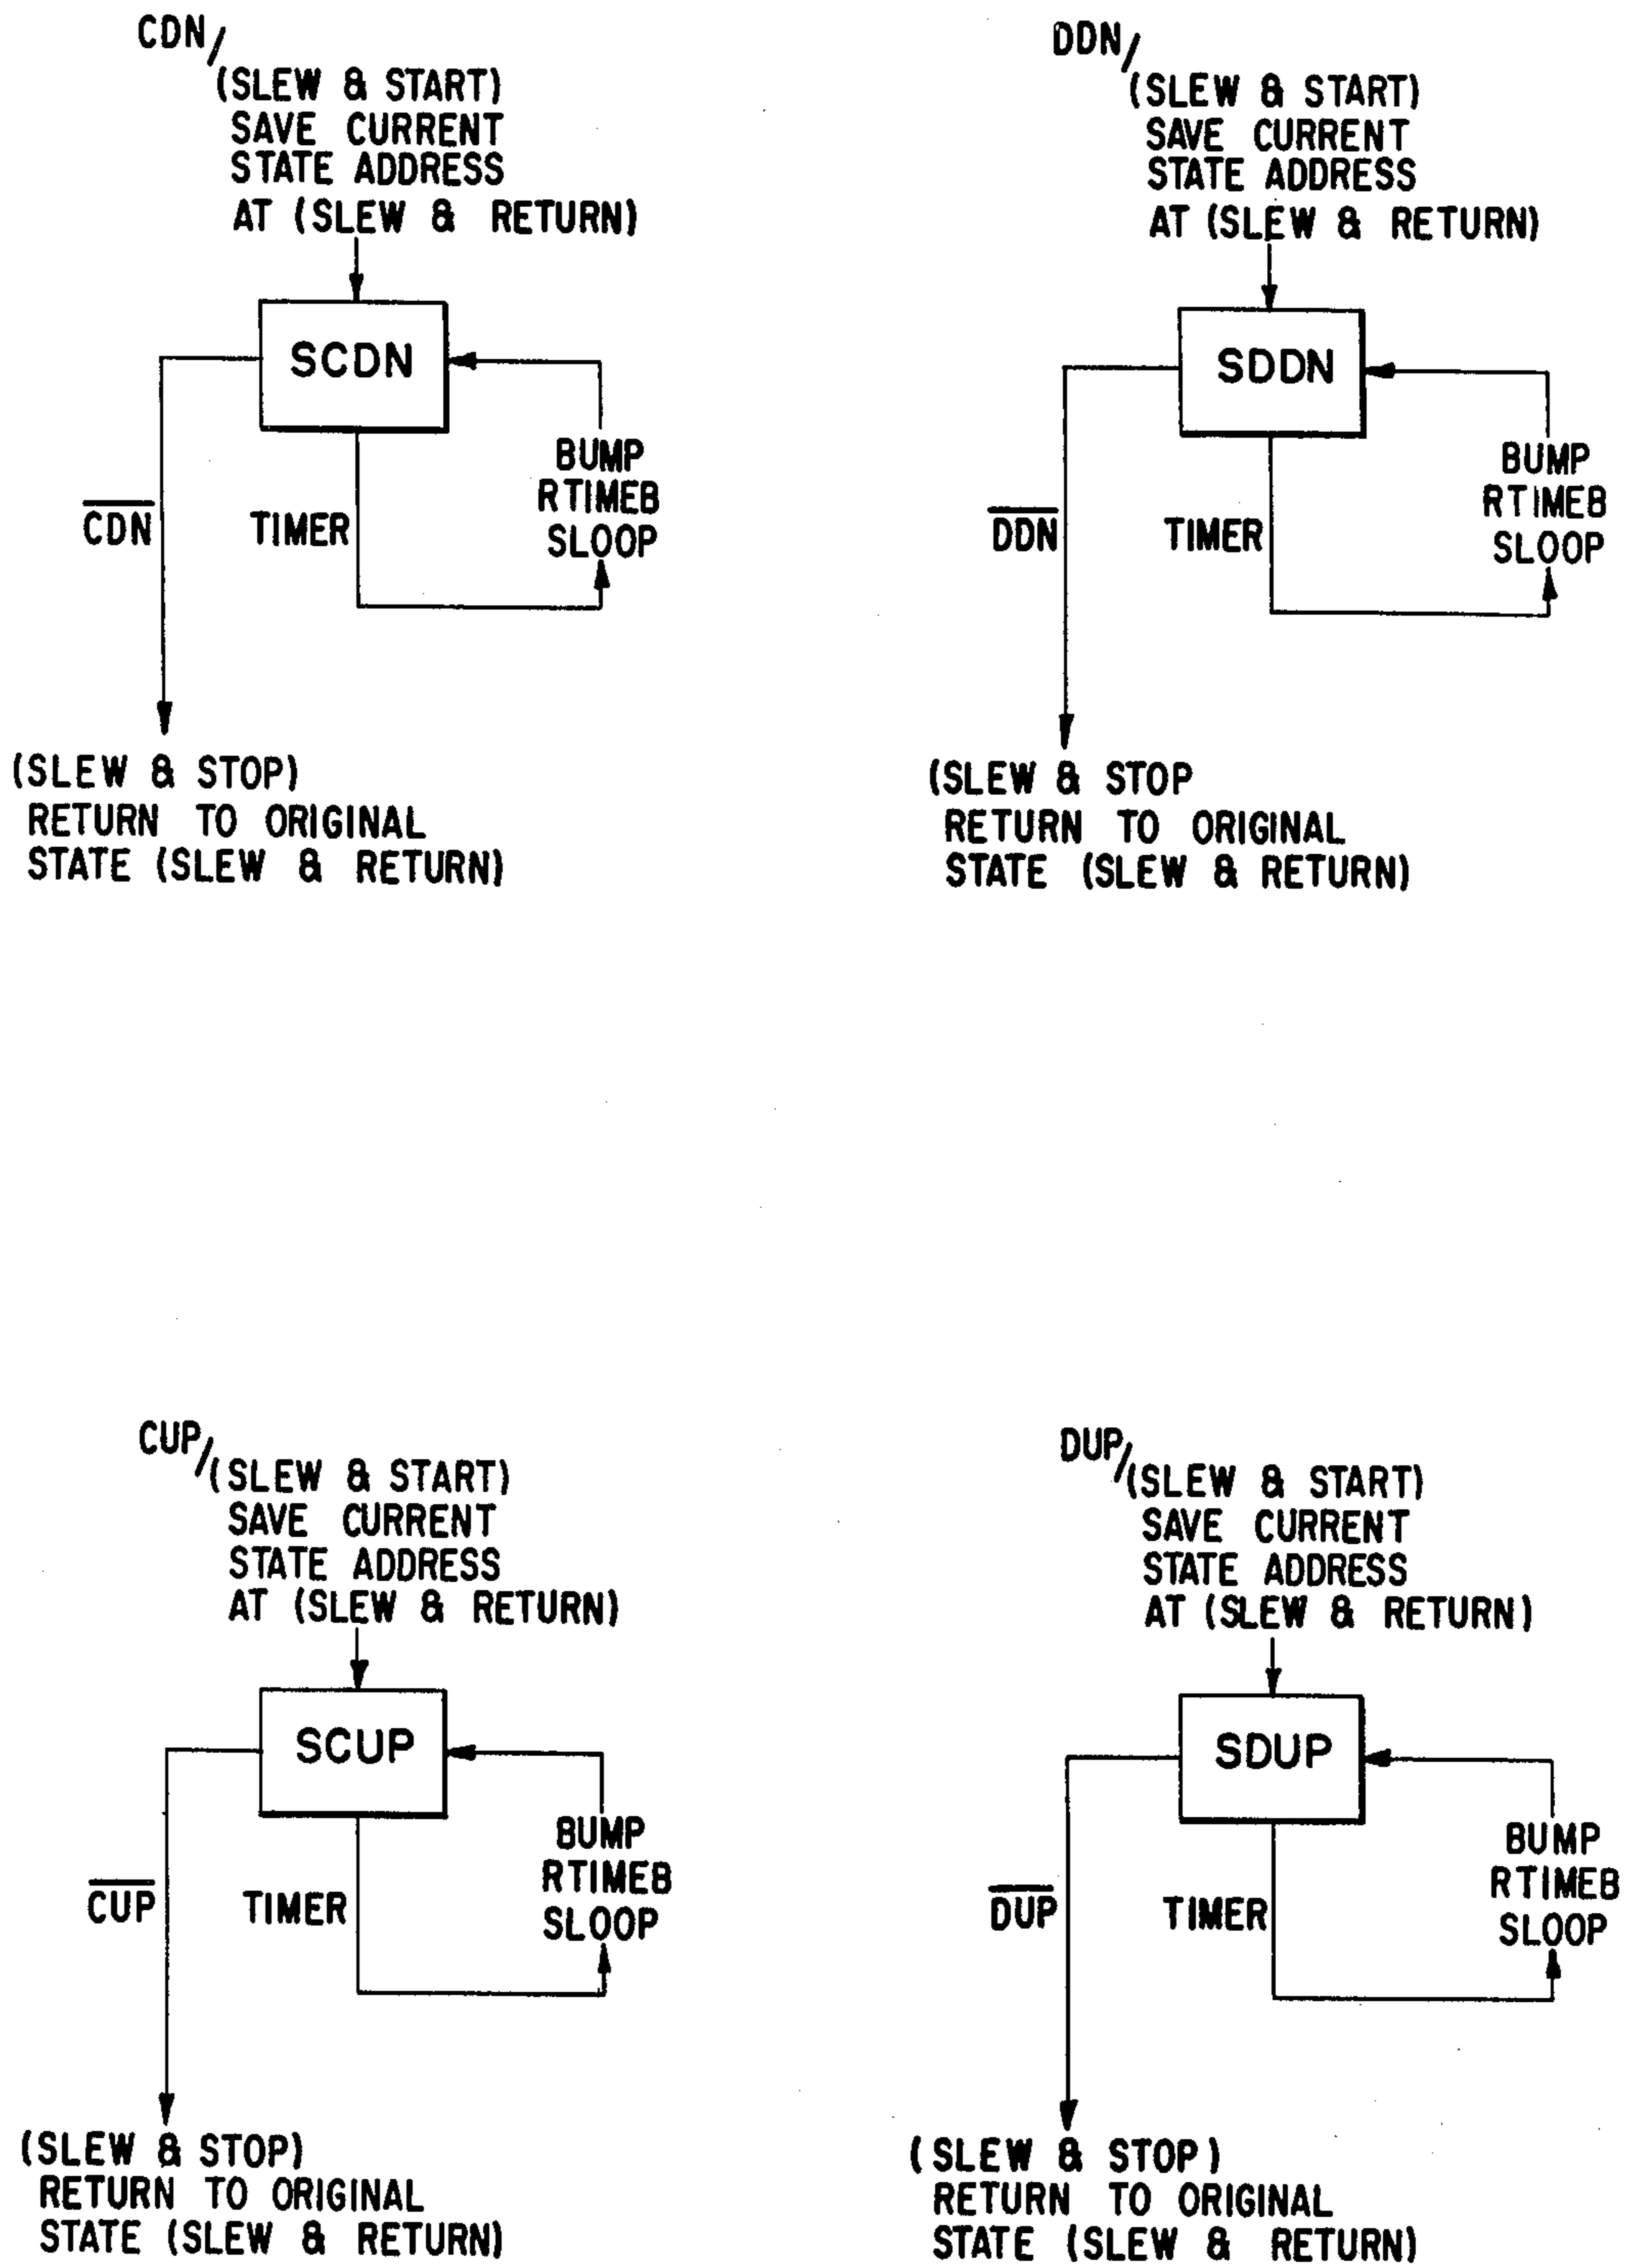 CDN/
(SLEW & START)
SAVE CURRENT
STATE ADDRESS
AT (SLEW & RETURN)
SCDN
BUMP
RTIMEB
SLOOP
C̅D̅N̅
TIMER
(SLEW & STOP)
RETURN TO ORIGINAL
STATE (SLEW & RETURN)
DDN/
(SLEW & START)
SAVE CURRENT
STATE ADDRESS
AT (SLEW & RETURN)
SDDN
BUMP
RTIMEB
SLOOP
D̅D̅N̅
TIMER
(SLEW & STOP
RETURN TO ORIGINAL
STATE (SLEW & RETURN)
CUP/
(SLEW & START)
SAVE CURRENT
STATE ADDRESS
AT (SLEW & RETURN)
SCUP
BUMP
RTIMEB
SLOOP
C̅U̅P̅
TIMER
(SLEW & STOP)
RETURN TO ORIGINAL
STATE (SLEW & RETURN)
DUP/
(SLEW & START)
SAVE CURRENT
STATE ADDRESS
AT (SLEW & RETURN)
SDUP
BUMP
RTIMEB
SLOOP
D̅U̅P̅
TIMER
(SLEW & STOP)
RETURN TO ORIGINAL
STATE (SLEW & RETURN)